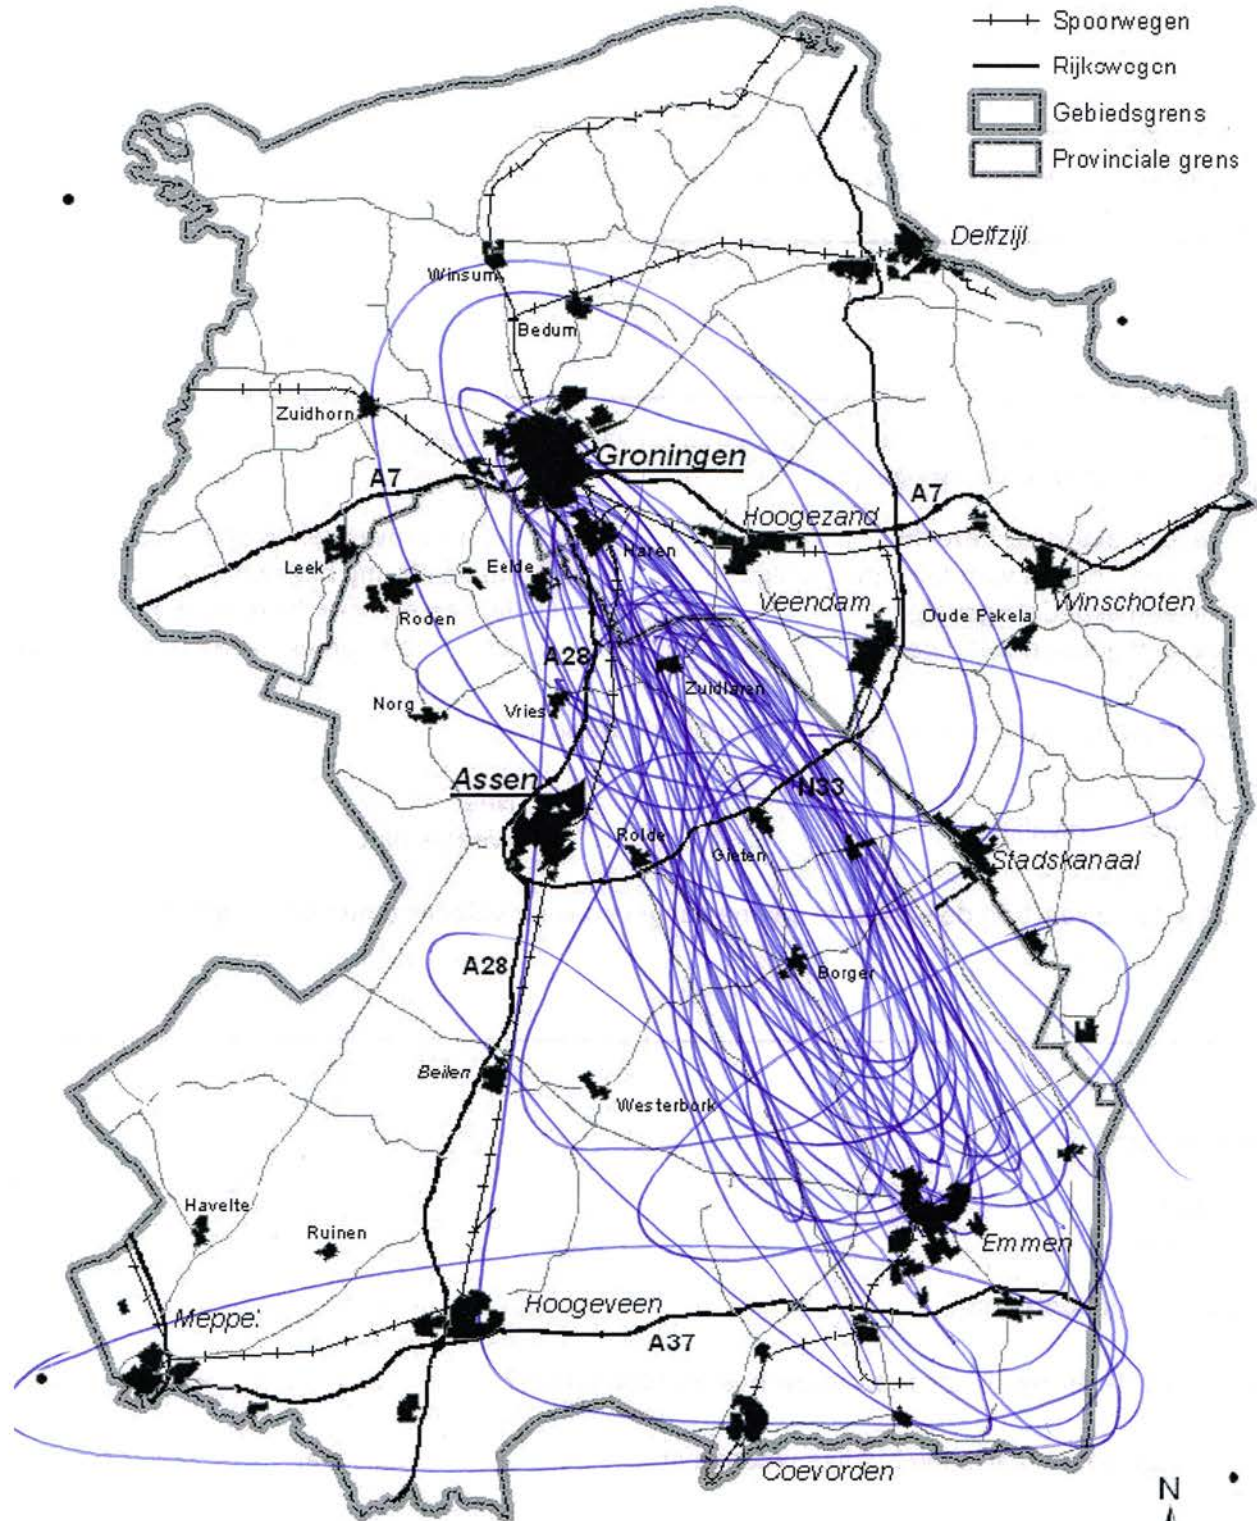 Spoorwegen
Rijkswegen
Gebiedsgrens
Provinciale grens
Delfzijl
Winsum
Bedum
Zuidhorn
Groningen
A7
A7
Hoogezand
Haren
Leek
Eelde
Roden
Veendam
Oude Pekela
Winschoten
A28
Zuidlaren
Norg
Vries
Assen
N33
Rolde
Gieten
Stadskanaal
A28
Borger
Beilen
Westerbork
Havelte
Ruinen
Emmen
Meppel
Hoogeveen
A37
Coevorden
N